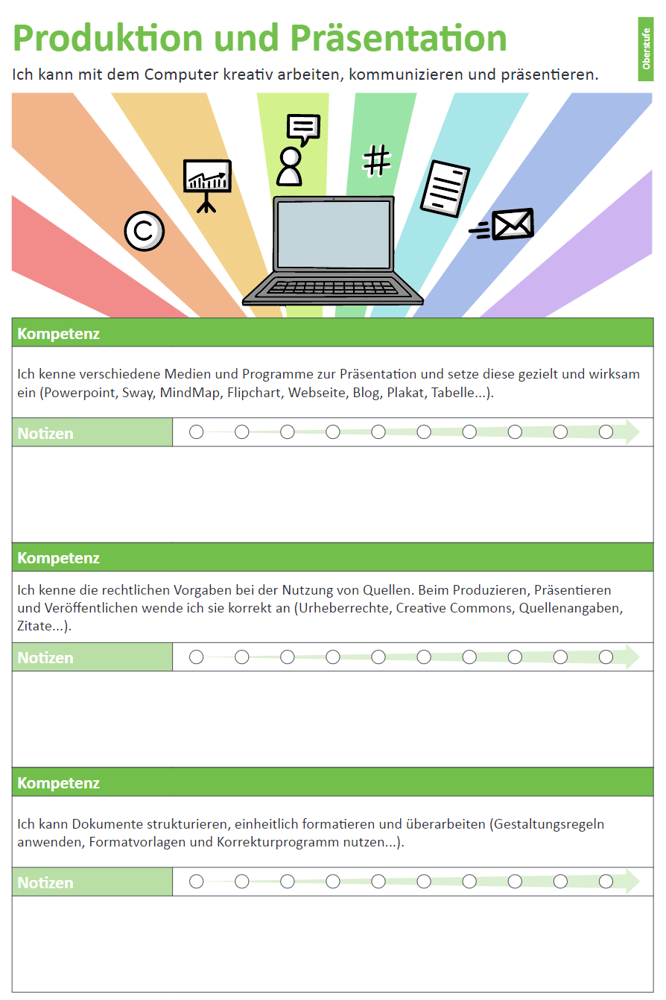 Produktion und Präsentation
Oberstufe
Ich kann mit dem Computer kreativ arbeiten, kommunizieren und präsentieren.
©
#
Kompetenz
Ich kenne verschiedene Medien und Programme zur Präsentation und setze diese gezielt und wirksam
ein (Powerpoint, Sway, MindMap, Flipchart, Webseite, Blog, Plakat, Tabelle...).
Notizen
Kompetenz
Ich kenne die rechtlichen Vorgaben bei der Nutzung von Quellen. Beim Produzieren, Präsentieren
und Veröffentlichen wende ich sie korrekt an (Urheberrechte, Creative Commons, Quellenangaben,
Zitate...).
Notizen
Kompetenz
Ich kann Dokumente strukturieren, einheitlich formatieren und überarbeiten (Gestaltungsregeln
anwenden, Formatvorlagen und Korrekturprogramm nutzen...).
Notizen